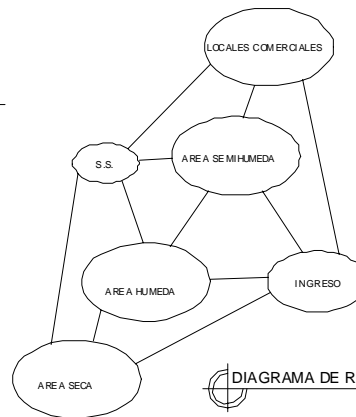 LOCALES COMERCIALES
S.S.
AREA SEMIHUMEDA
AREA HUMEDA
INGRESO
AREA SECA
DIAGRAMA DE R